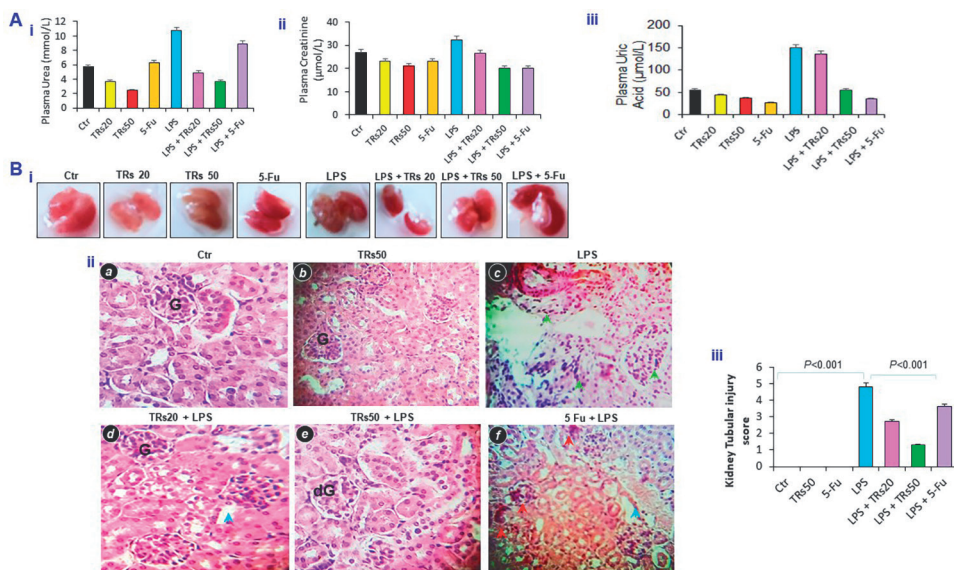 A
i
Plasma Urea (mmol/L)
12
10
8
6
4
2
0
Ctr
TRs20
TRs50
5-Fu
LPS
LPS + TRs20
LPS + TRs50
LPS + 5-Fu
ii
Plasma Creatinine
(µmol/L)
40
30
20
10
0
Ctr
TRs20
TRs50
5-Fu
LPS
LPS + TRs20
LPS + TRs50
LPS + 5-Fu
iii
Plasma Uric
Acid (µmol/L)
200
150
100
50
0
Ctr
TRs20
TRs50
5-Fu
LPS
LPS + TRs20
LPS + TRs50
LPS + 5-Fu
B
i
Ctr
TRs 20
TRs 50
5-Fu
LPS
LPS + TRs 20
LPS + TRs 50
LPS + 5-Fu
ii
Ctr
TRs50
LPS
a
G
b
G
c
TRs20 + LPS
TRs50 + LPS
5 Fu + LPS
d
G
e
dG
f
iii
P<0.001
P<0.001
Kidney Tubular injury
score
6
5
4
3
2
1
0
Ctr
TRs50
5-Fu
LPS
LPS + TRs20
LPS + TRs50
LPS + 5-Fu